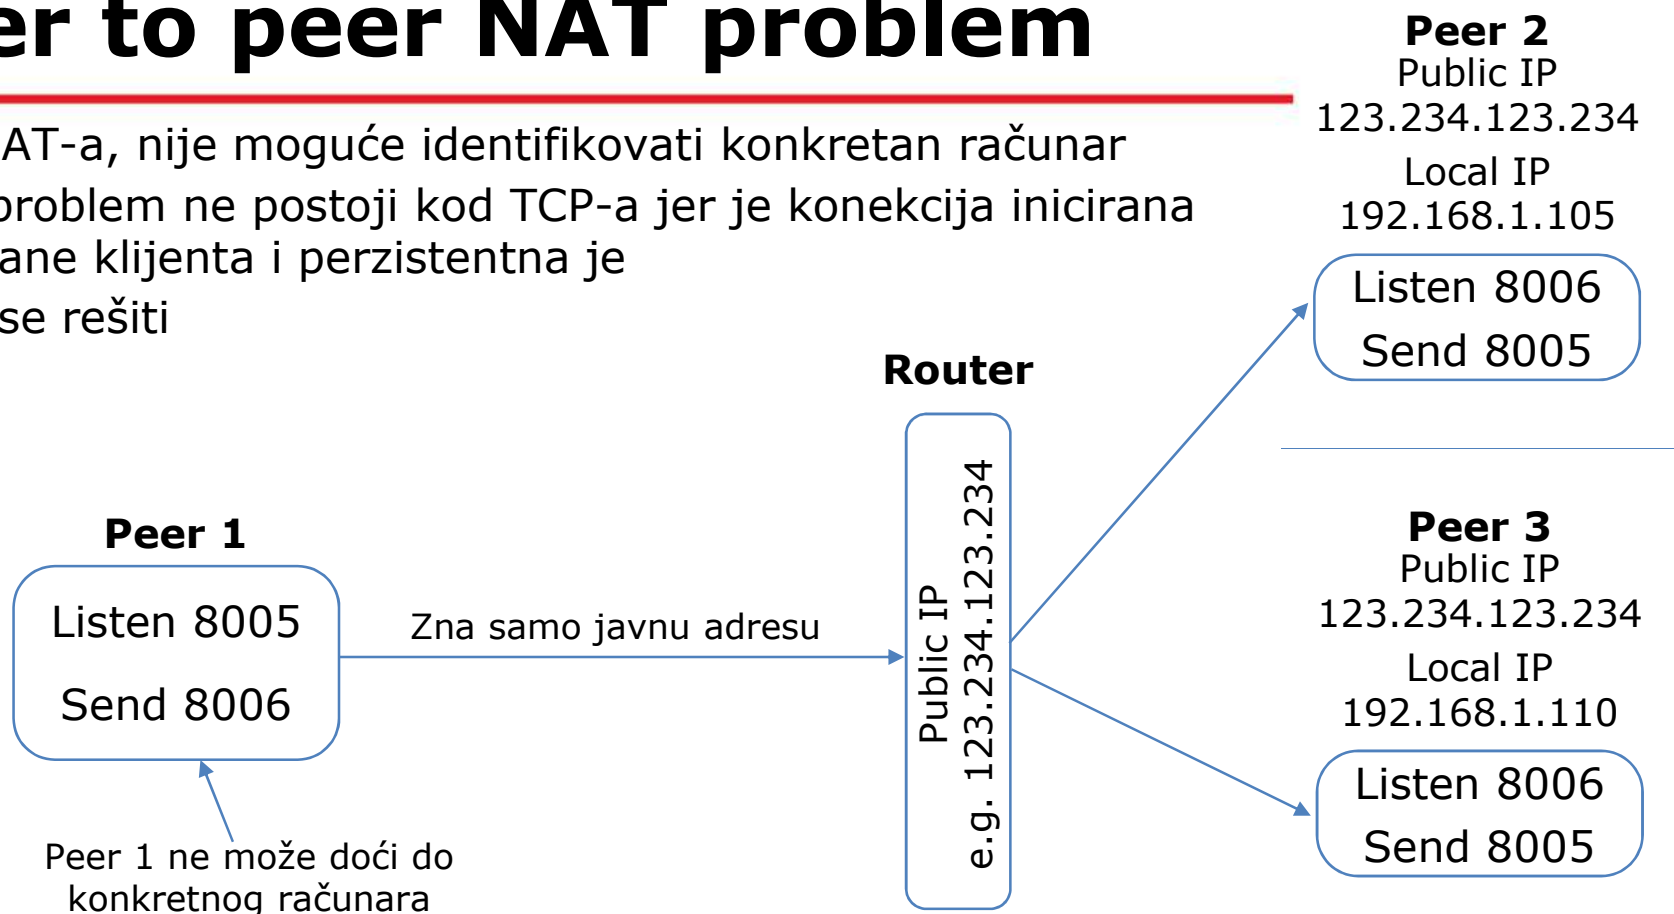 er to peer NAT problem
AT-a, nije moguće identifikovati konkretan računar
problem ne postoji kod TCP-a jer je konekcija inicirana
ane klijenta i perzistentna je
se rešiti
Peer 1
Listen 8005
Send 8006
Zna samo javnu adresu
Peer 1 ne može doći do
konkretnog računara
Router
Public IP
e.g. 123.234.123.234
Peer 2
Public IP
123.234.123.234
Local IP
192.168.1.105
Listen 8006
Send 8005
Peer 3
Public IP
123.234.123.234
Local IP
192.168.1.110
Listen 8006
Send 8005